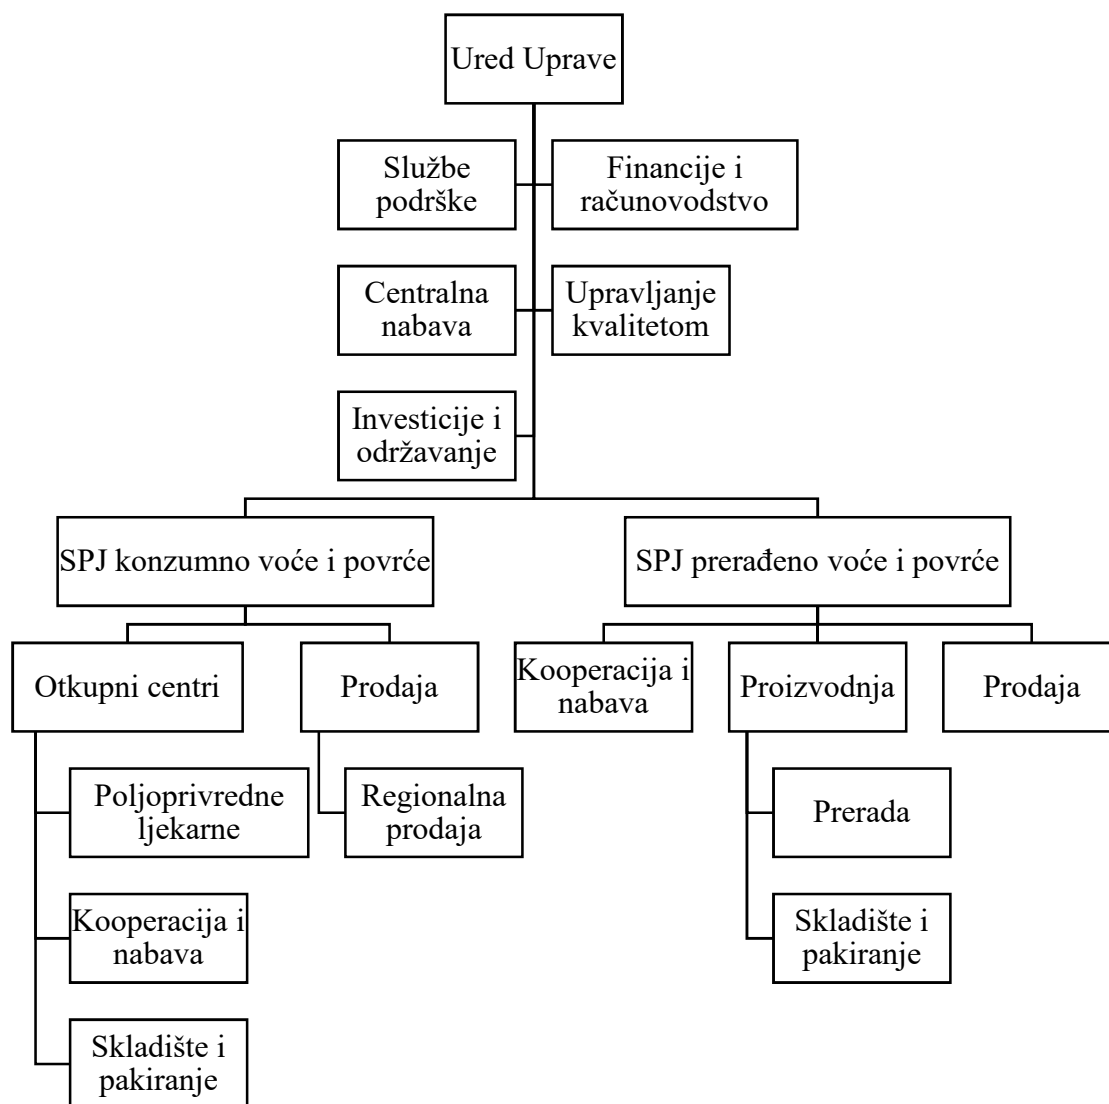 Ured Uprave
Službe
podrške
Financije i
računovodstvo
Centralna
nabava
Upravljanje
kvalitetom
Investicije i
održavanje
SPJ konzumno voće i povrće
SPJ prerađeno voće i povrće
Otkupni centri
Prodaja
Kooperacija i
nabava
Proizvodnja
Prodaja
Poljoprivredne
ljekarne
Regionalna
prodaja
Prerada
Kooperacija i
nabava
Skladište i
pakiranje
Skladište i
pakiranje